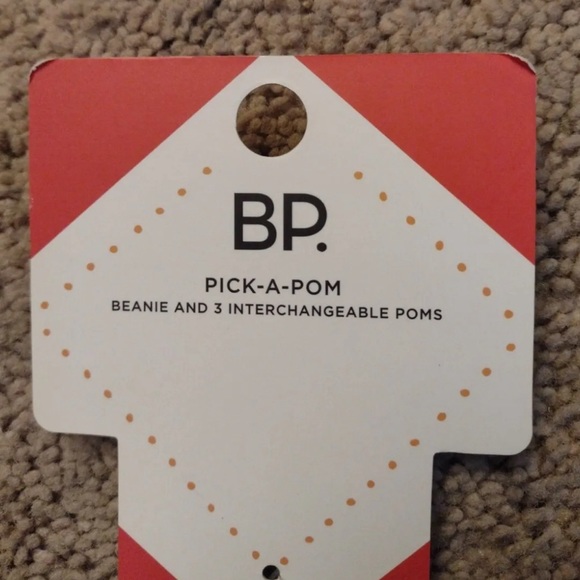 BP.
PICK-A-POM
BEANIE AND 3 INTERCHANGEABLE POMS